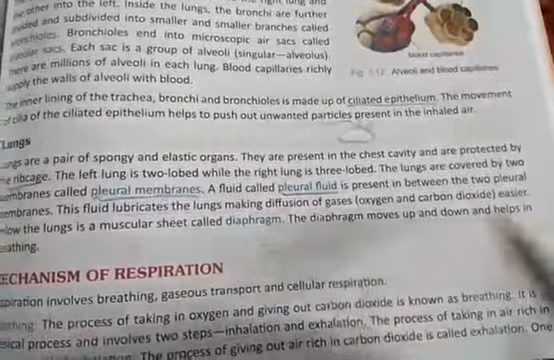 the other into the left. Inside the lungs, the bronchi are further
divided and subdivided into smaller and smaller branches called
bronchioles. Bronchioles end into microscopic air sacs called
alveolar sacs. Each sac is a group of alveoli (singular—alveolus).
There are millions of alveoli in each lung. Blood capillaries richly
supply the walls of alveoli with blood.
blood capillaries
Alveoli and blood capillaries
The inner lining of the trachea, bronchi and bronchioles is made up of ciliated epithelium. The movement
of cilia of the ciliated epithelium helps to push out unwanted particles present in the inhaled air.
Lungs
are a pair of spongy and elastic organs. They are present in the chest cavity and are protected by
ribcage. The left lung is two-lobed while the right lung is three-lobed. The lungs are covered by two
membranes called pleural membranes. A fluid called pleural fluid is present in between the two pleural
membranes. This fluid lubricates the lungs making diffusion of gases (oxygen and carbon dioxide) easier.
the lungs is a muscular sheet called diaphragm. The diaphragm moves up and down and helps in
eathing.
ECHANISM OF RESPIRATION
spiration involves breathing, gaseous transport and cellular respiration.
The process of taking in oxygen and giving out carbon dioxide is known as breathing. It is
sical process and involves two steps—inhalation and exhalation. The process of taking in air rich in
The process of giving out air rich in carbon dioxide is called exhalation. One